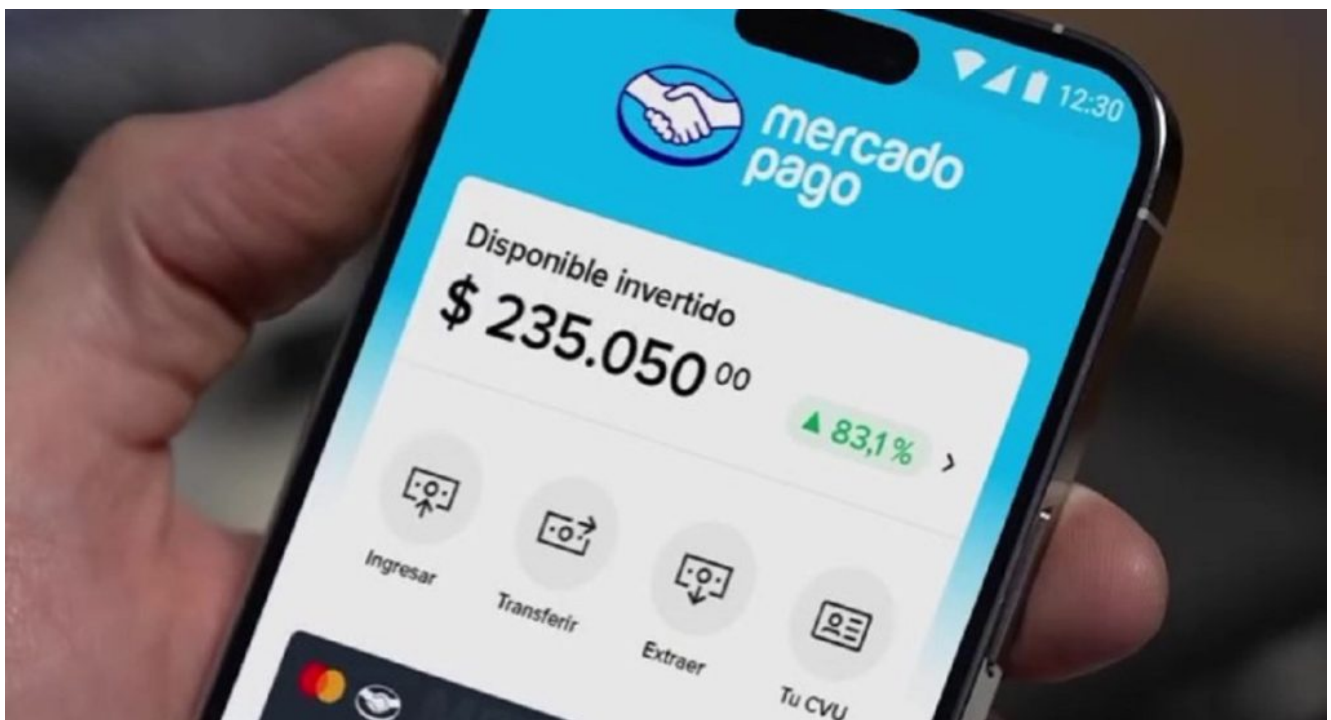 12:30
mercado
pago
Disponible invertido
$ 235.050 00
▲ 83,1 % ›
Ingresar
Transferir
Extraer
Tu CVU